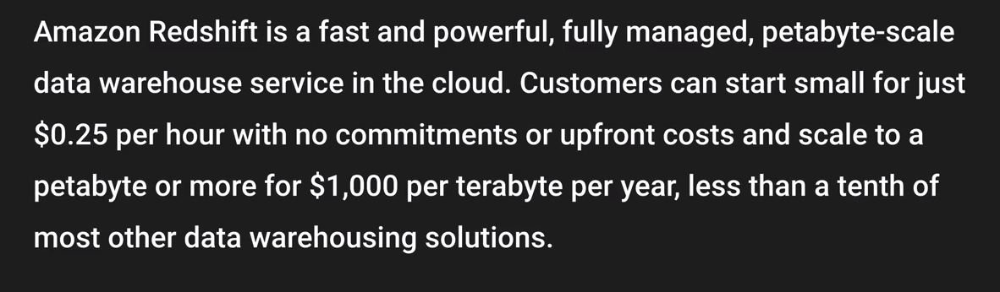 Amazon Redshift is a fast and powerful, fully managed, petabyte-scale
data warehouse service in the cloud. Customers can start small for just
$0.25 per hour with no commitments or upfront costs and scale to a
petabyte or more for $1,000 per terabyte per year, less than a tenth of
most other data warehousing solutions.